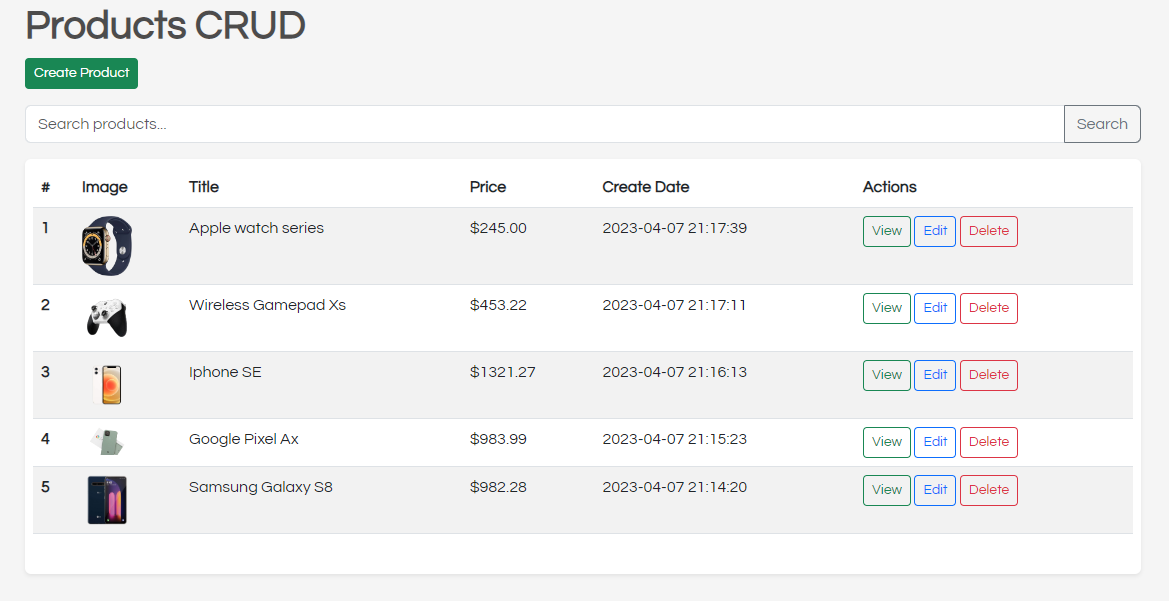 Products CRUD
Create Product
Search products... Search
# Image Title Price Create Date Actions
1 Apple watch series $245.00 2023-04-07 21:17:39 View Edit Delete
2 Wireless Gamepad Xs $453.22 2023-04-07 21:17:11 View Edit Delete
3 Iphone SE $1321.27 2023-04-07 21:16:13 View Edit Delete
4 Google Pixel Ax $983.99 2023-04-07 21:15:23 View Edit Delete
5 Samsung Galaxy S8 $982.28 2023-04-07 21:14:20 View Edit Delete